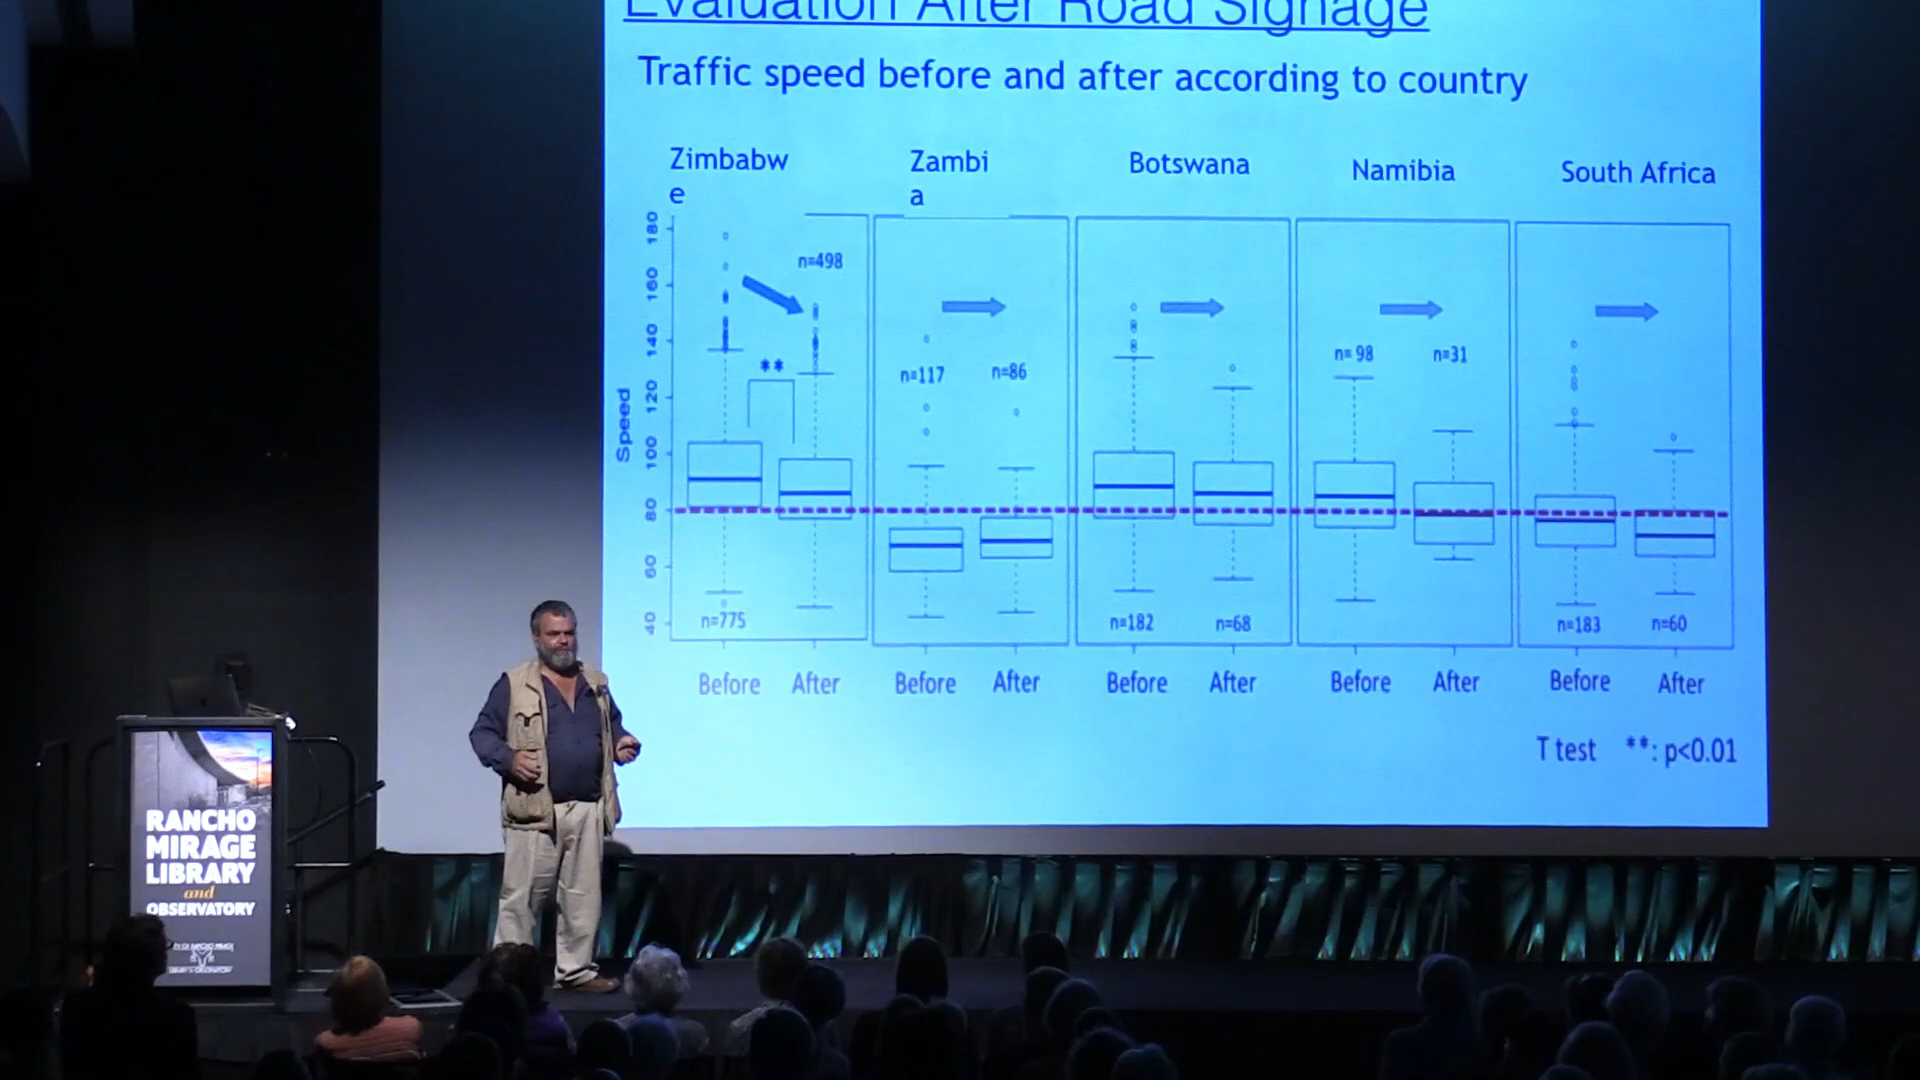 Evaluation After Road Signage
Traffic speed before and after according to country
Zimbabw
e
Zambi
a
Botswana
Namibia
South Africa
Speed
180
160
140
120
100
80
60
40
n=498
**
n=775
n=117
n=86
n=182
n=68
n= 98
n=31
n=183
n=60
Before After
Before After
Before After
Before After
Before After
T test **: p<0.01
RANCHO
MIRAGE
LIBRARY
and
OBSERVATORY